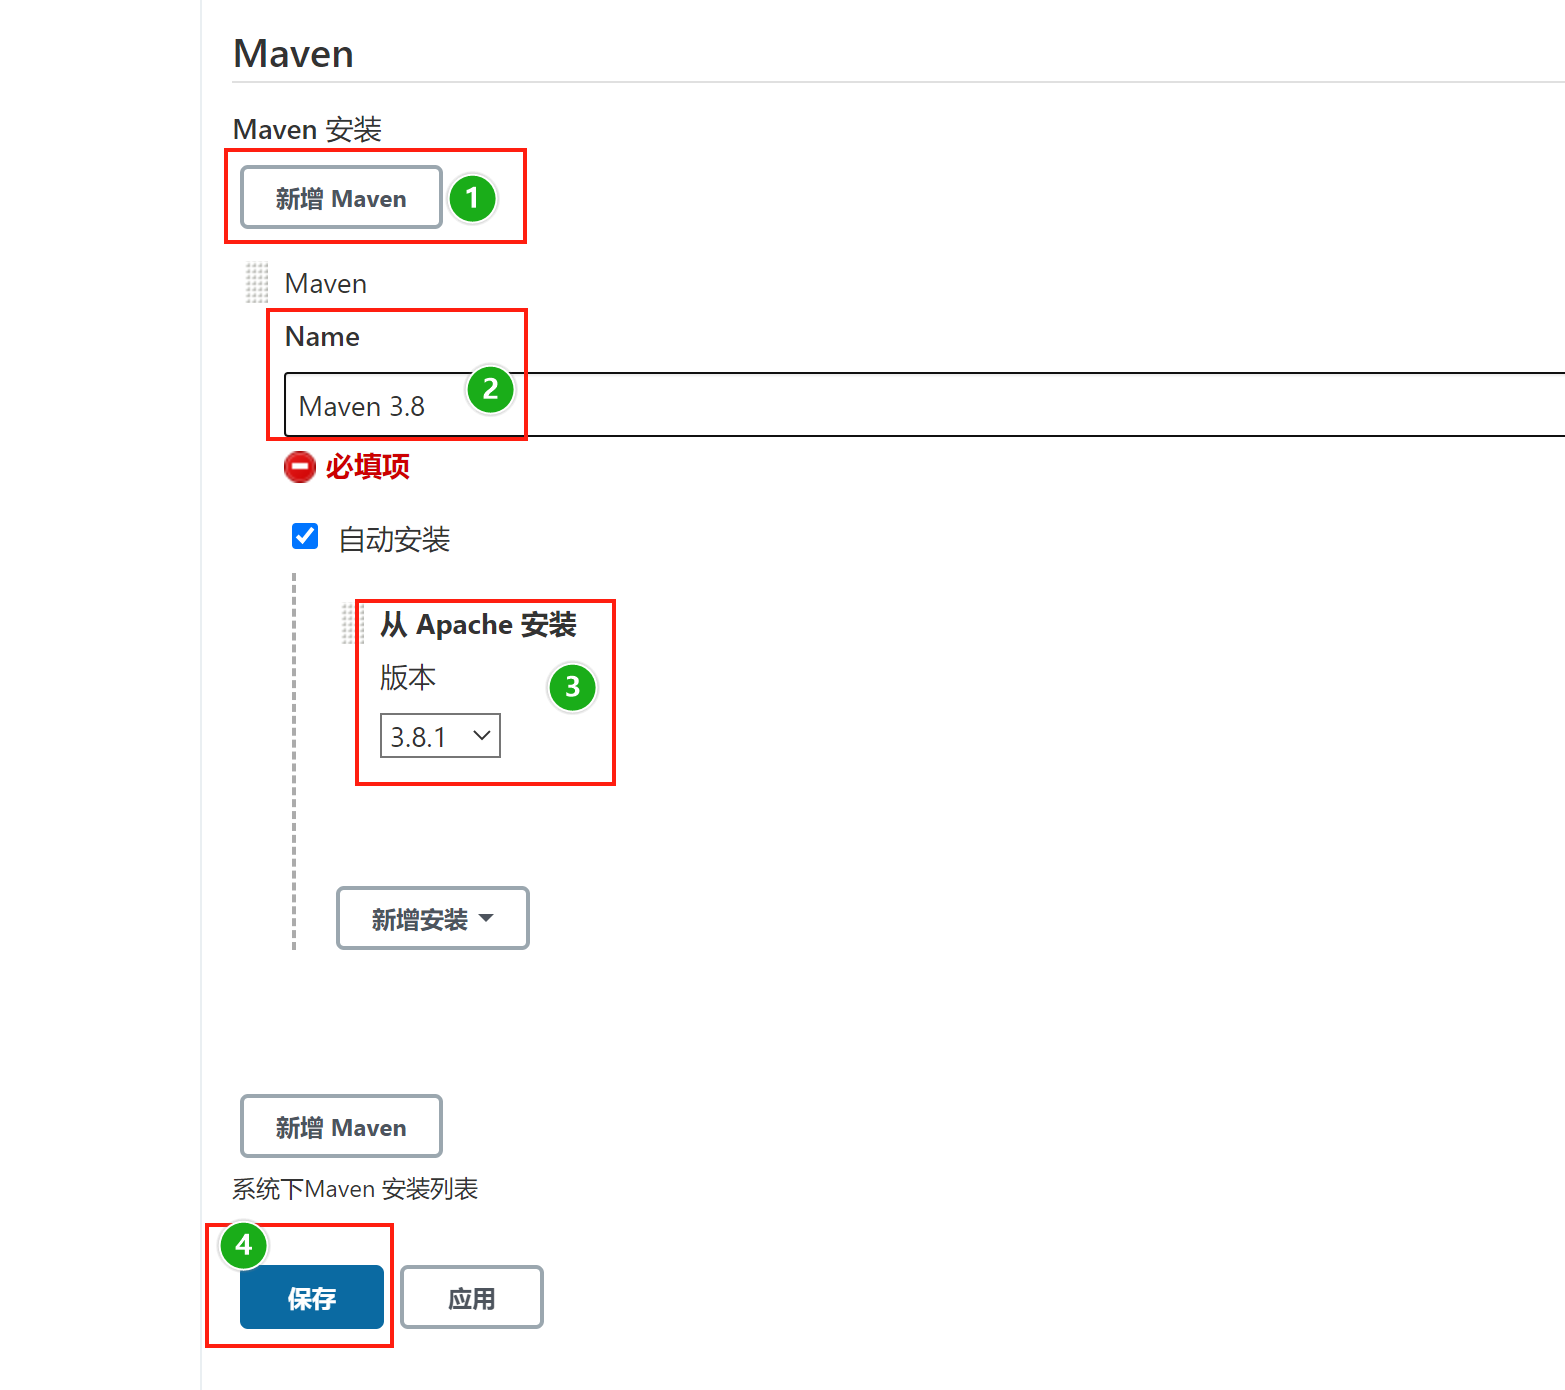 Maven
Maven 安装
新增 Maven
1
Maven
Name
Maven 3.8
2
必填项
自动安装
从 Apache 安装
版本
3
3.8.1
新增安装
新增 Maven
系统下Maven 安装列表
4
保存
应用